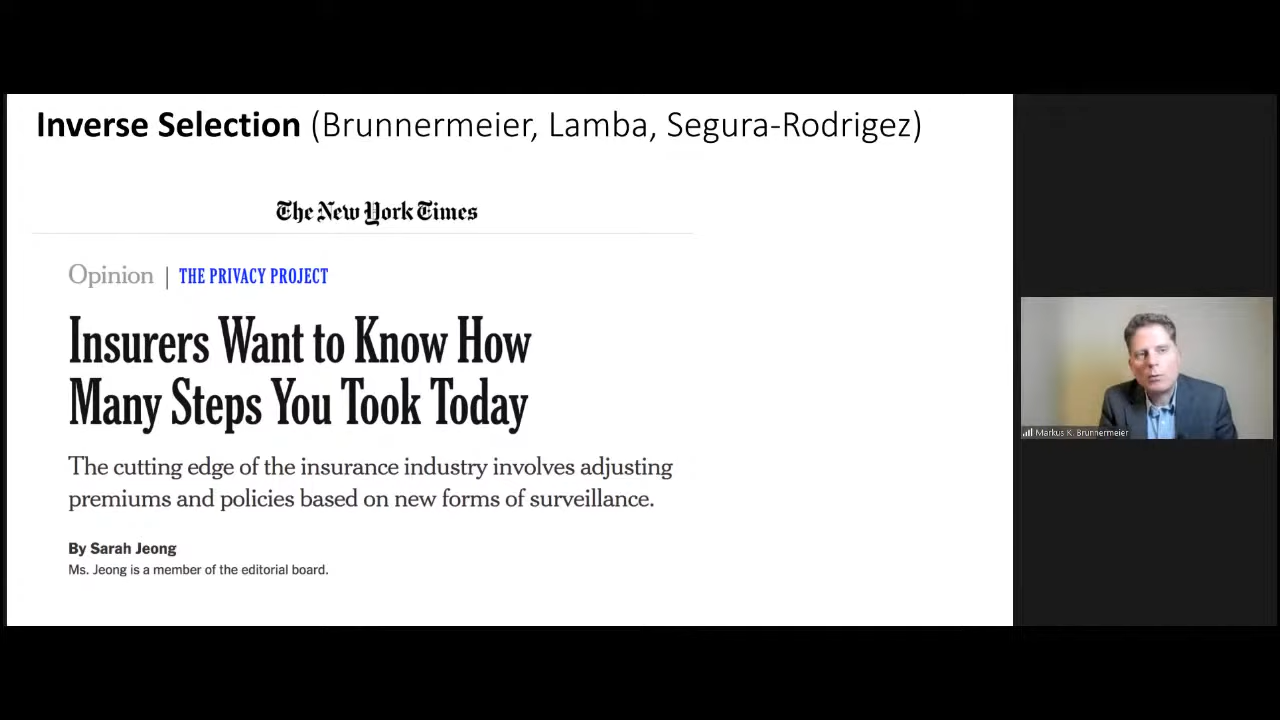 Inverse Selection (Brunnermeier, Lamba, Segura-Rodrigez)
The New York Times
Opinion | THE PRIVACY PROJECT
Insurers Want to Know How
Many Steps You Took Today
The cutting edge of the insurance industry involves adjusting
premiums and policies based on new forms of surveillance.
By Sarah Jeong
Ms. Jeong is a member of the editorial board.
Markus K. Brunnermeier